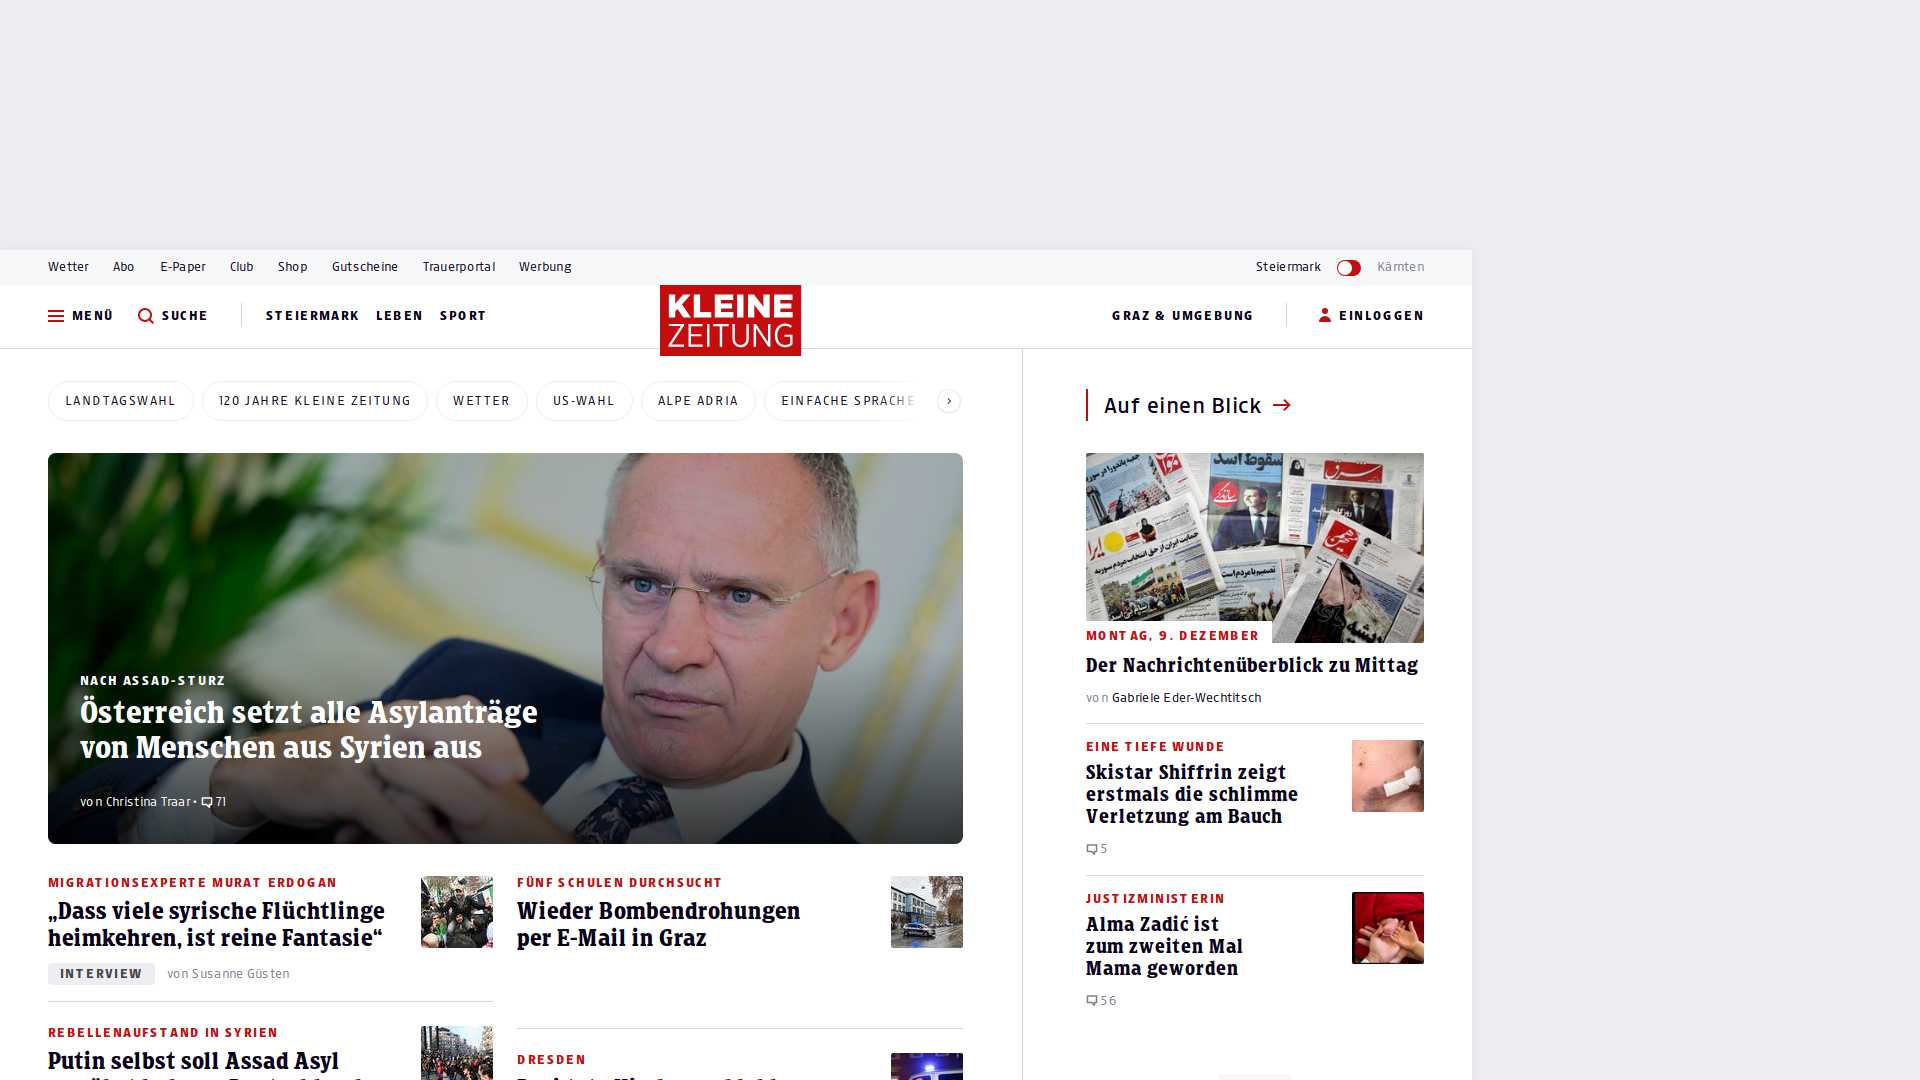 Wetter Abo E-Paper Club Shop Gutscheine Trauerportal Werbung Steiermark Kärnten
MENÜ SUCHE STEIERMARK LEBEN SPORT KLEINE ZEITUNG GRAZ & UMGEBUNG EINLOGGEN
LANDTAGSWAHL 120 JAHRE KLEINE ZEITUNG WETTER US-WAHL ALPE ADRIA EINFACHE SPRACHE
NACH ASSAD-STURZ
Österreich setzt alle Asylanträge
von Menschen aus Syrien aus
von Christina Traar • 71
MIGRATIONSEXPERTE MURAT ERDOGAN
„Dass viele syrische Flüchtlinge
heimkehren, ist reine Fantasie“
INTERVIEW von Susanne Güsten
REBELLENAUFSTAND IN SYRIEN
Putin selbst soll Assad Asyl
FÜNF SCHULEN DURCHSUCHT
Wieder Bombendrohungen
per E-Mail in Graz
DRESDEN
Auf einen Blick
MONTAG, 9. DEZEMBER
Der Nachrichtenüberblick zu Mittag
von Gabriele Eder-Wechtitsch
EINE TIEFE WUNDE
Skistar Shiffrin zeigt
erstmals die schlimme
Verletzung am Bauch
5
JUSTIZMINISTERIN
Alma Zadić ist
zum zweiten Mal
Mama geworden
56